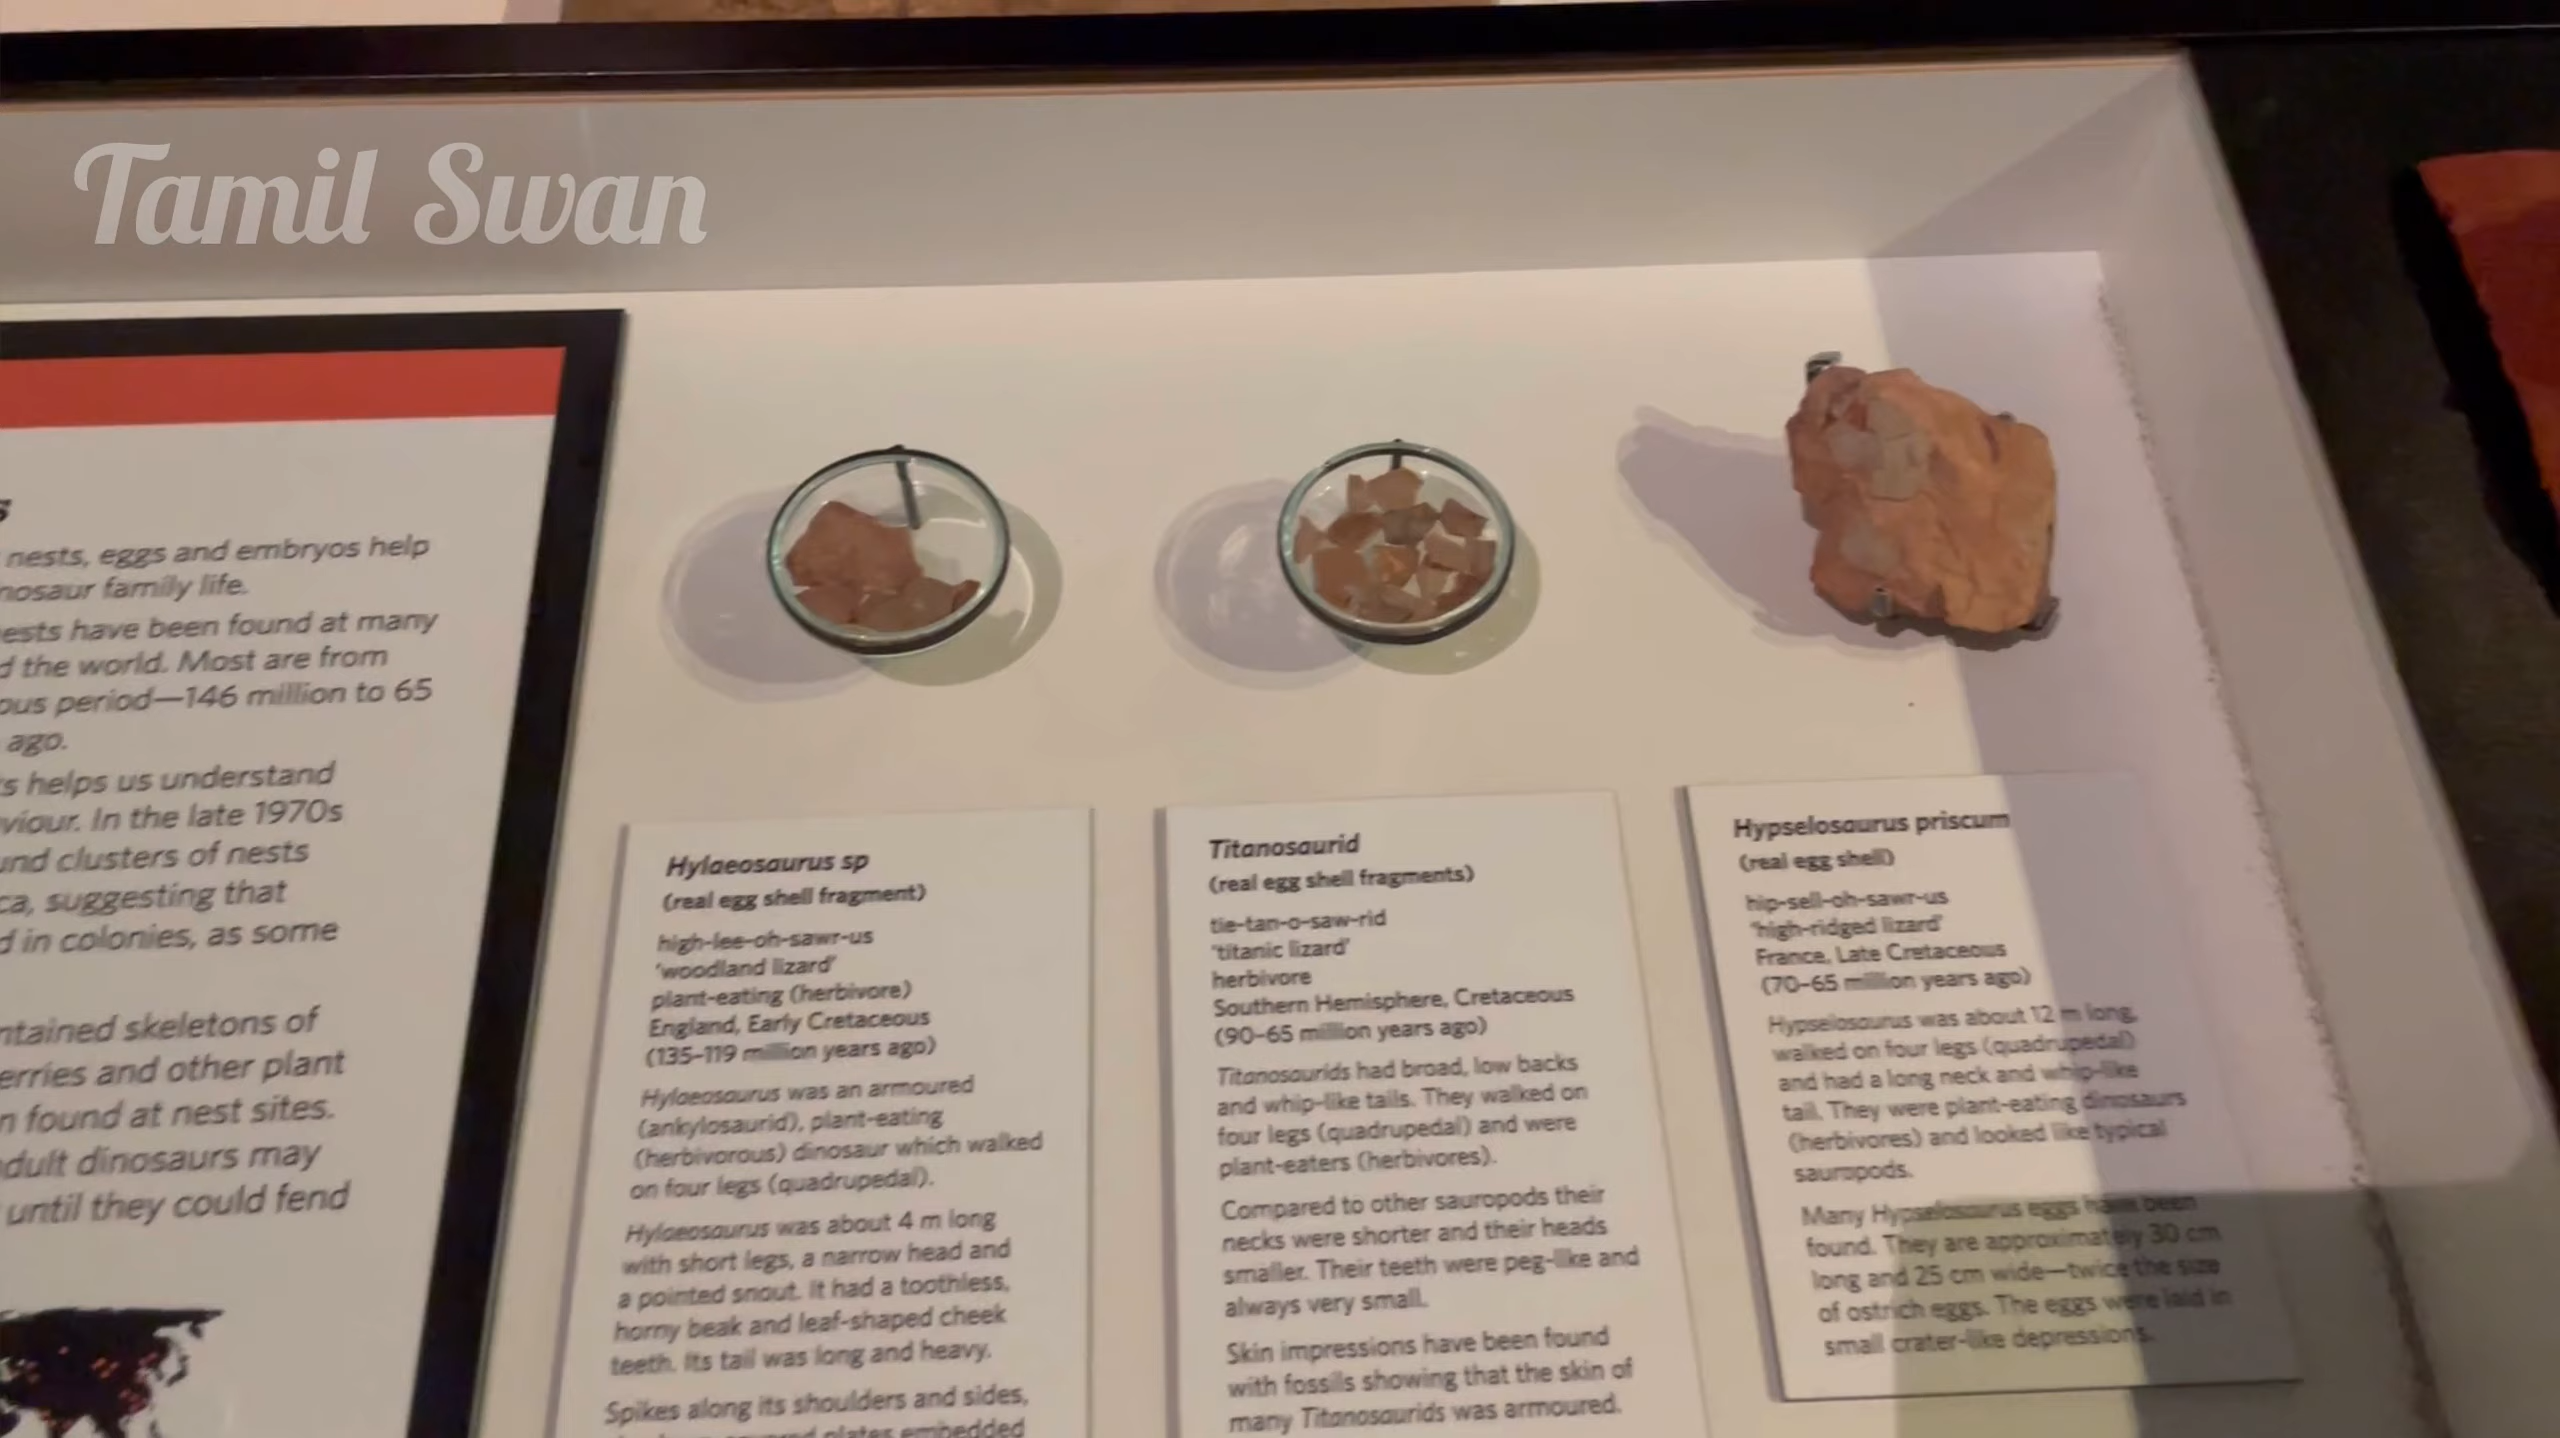 Tamil Swan
s
nests, eggs and embryos help
nosaur family life.
ests have been found at many
d the world. Most are from
ous period—146 million to 65
ago.
s helps us understand
viour. In the late 1970s
und clusters of nests
ca, suggesting that
d in colonies, as some
ntained skeletons of
erries and other plant
n found at nest sites.
dult dinosaurs may
until they could fend
Hylaeosaurus sp
(real egg shell fragment)
high-lee-oh-sawr-us
'woodland lizard'
plant-eating (herbivore)
England, Early Cretaceous
(135–119 million years ago)
Hylaeosaurus was an armoured
(ankylosaurid), plant-eating
(herbivorous) dinosaur which walked
on four legs (quadrupedal).
Hylaeosaurus was about 4 m long
with short legs, a narrow head and
a pointed snout. It had a toothless,
horny beak and leaf-shaped cheek
teeth. Its tail was long and heavy.
Spikes along its shoulders and sides,
plates embedded
Titanosaurid
(real egg shell fragments)
tie-tan-o-saw-rid
'titanic lizard'
herbivore
Southern Hemisphere, Cretaceous
(90–65 million years ago)
Titanosaurids had broad, low backs
and whip-like tails. They walked on
four legs (quadrupedal) and were
plant-eaters (herbivores).
Compared to other sauropods their
necks were shorter and their heads
smaller. Their teeth were peg-like and
always very small.
Skin impressions have been found
with fossils showing that the skin of
many Titanosaurids was armoured.
Hypselosaurus priscum
(real egg shell)
hip-sell-oh-sawr-us
'high-ridged lizard'
France, Late Cretaceous
(70–65 million years ago)
Hypselosaurus was about 12 m long,
walked on four legs (quadrupedal)
and had a long neck and whip-like
tail. They were plant-eating dinosaurs
(herbivores) and looked like typical
sauropods.
Many Hypselosaurus eggs have been
found. They are approximately 30 cm
long and 25 cm wide—twice the size
of ostrich eggs. The eggs were laid in
small crater-like depressions.